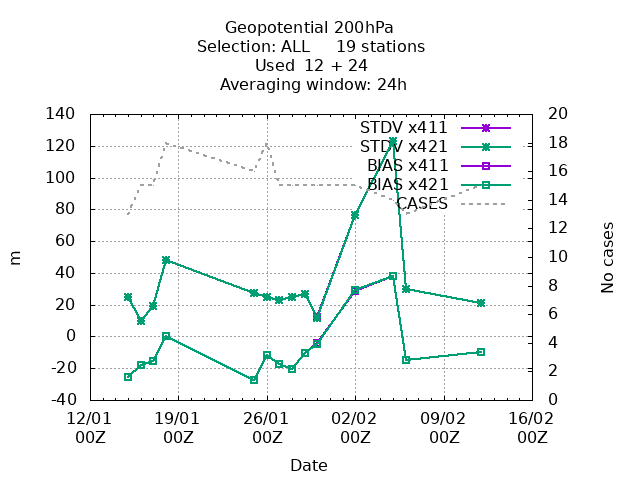 Geopotential 200hPa
Selection: ALL     19 stations
Used  12 + 24
Averaging window: 24h
140
120
100
80
60
40
20
0
-20
-40
m
20
18
16
14
12
10
8
6
4
2
0
No cases
STDV x411
STDV x421
BIAS x411
BIAS x421
CASES
12/01 19/01 26/01 02/02 09/02 16/02
00Z 00Z 00Z 00Z 00Z 00Z
Date